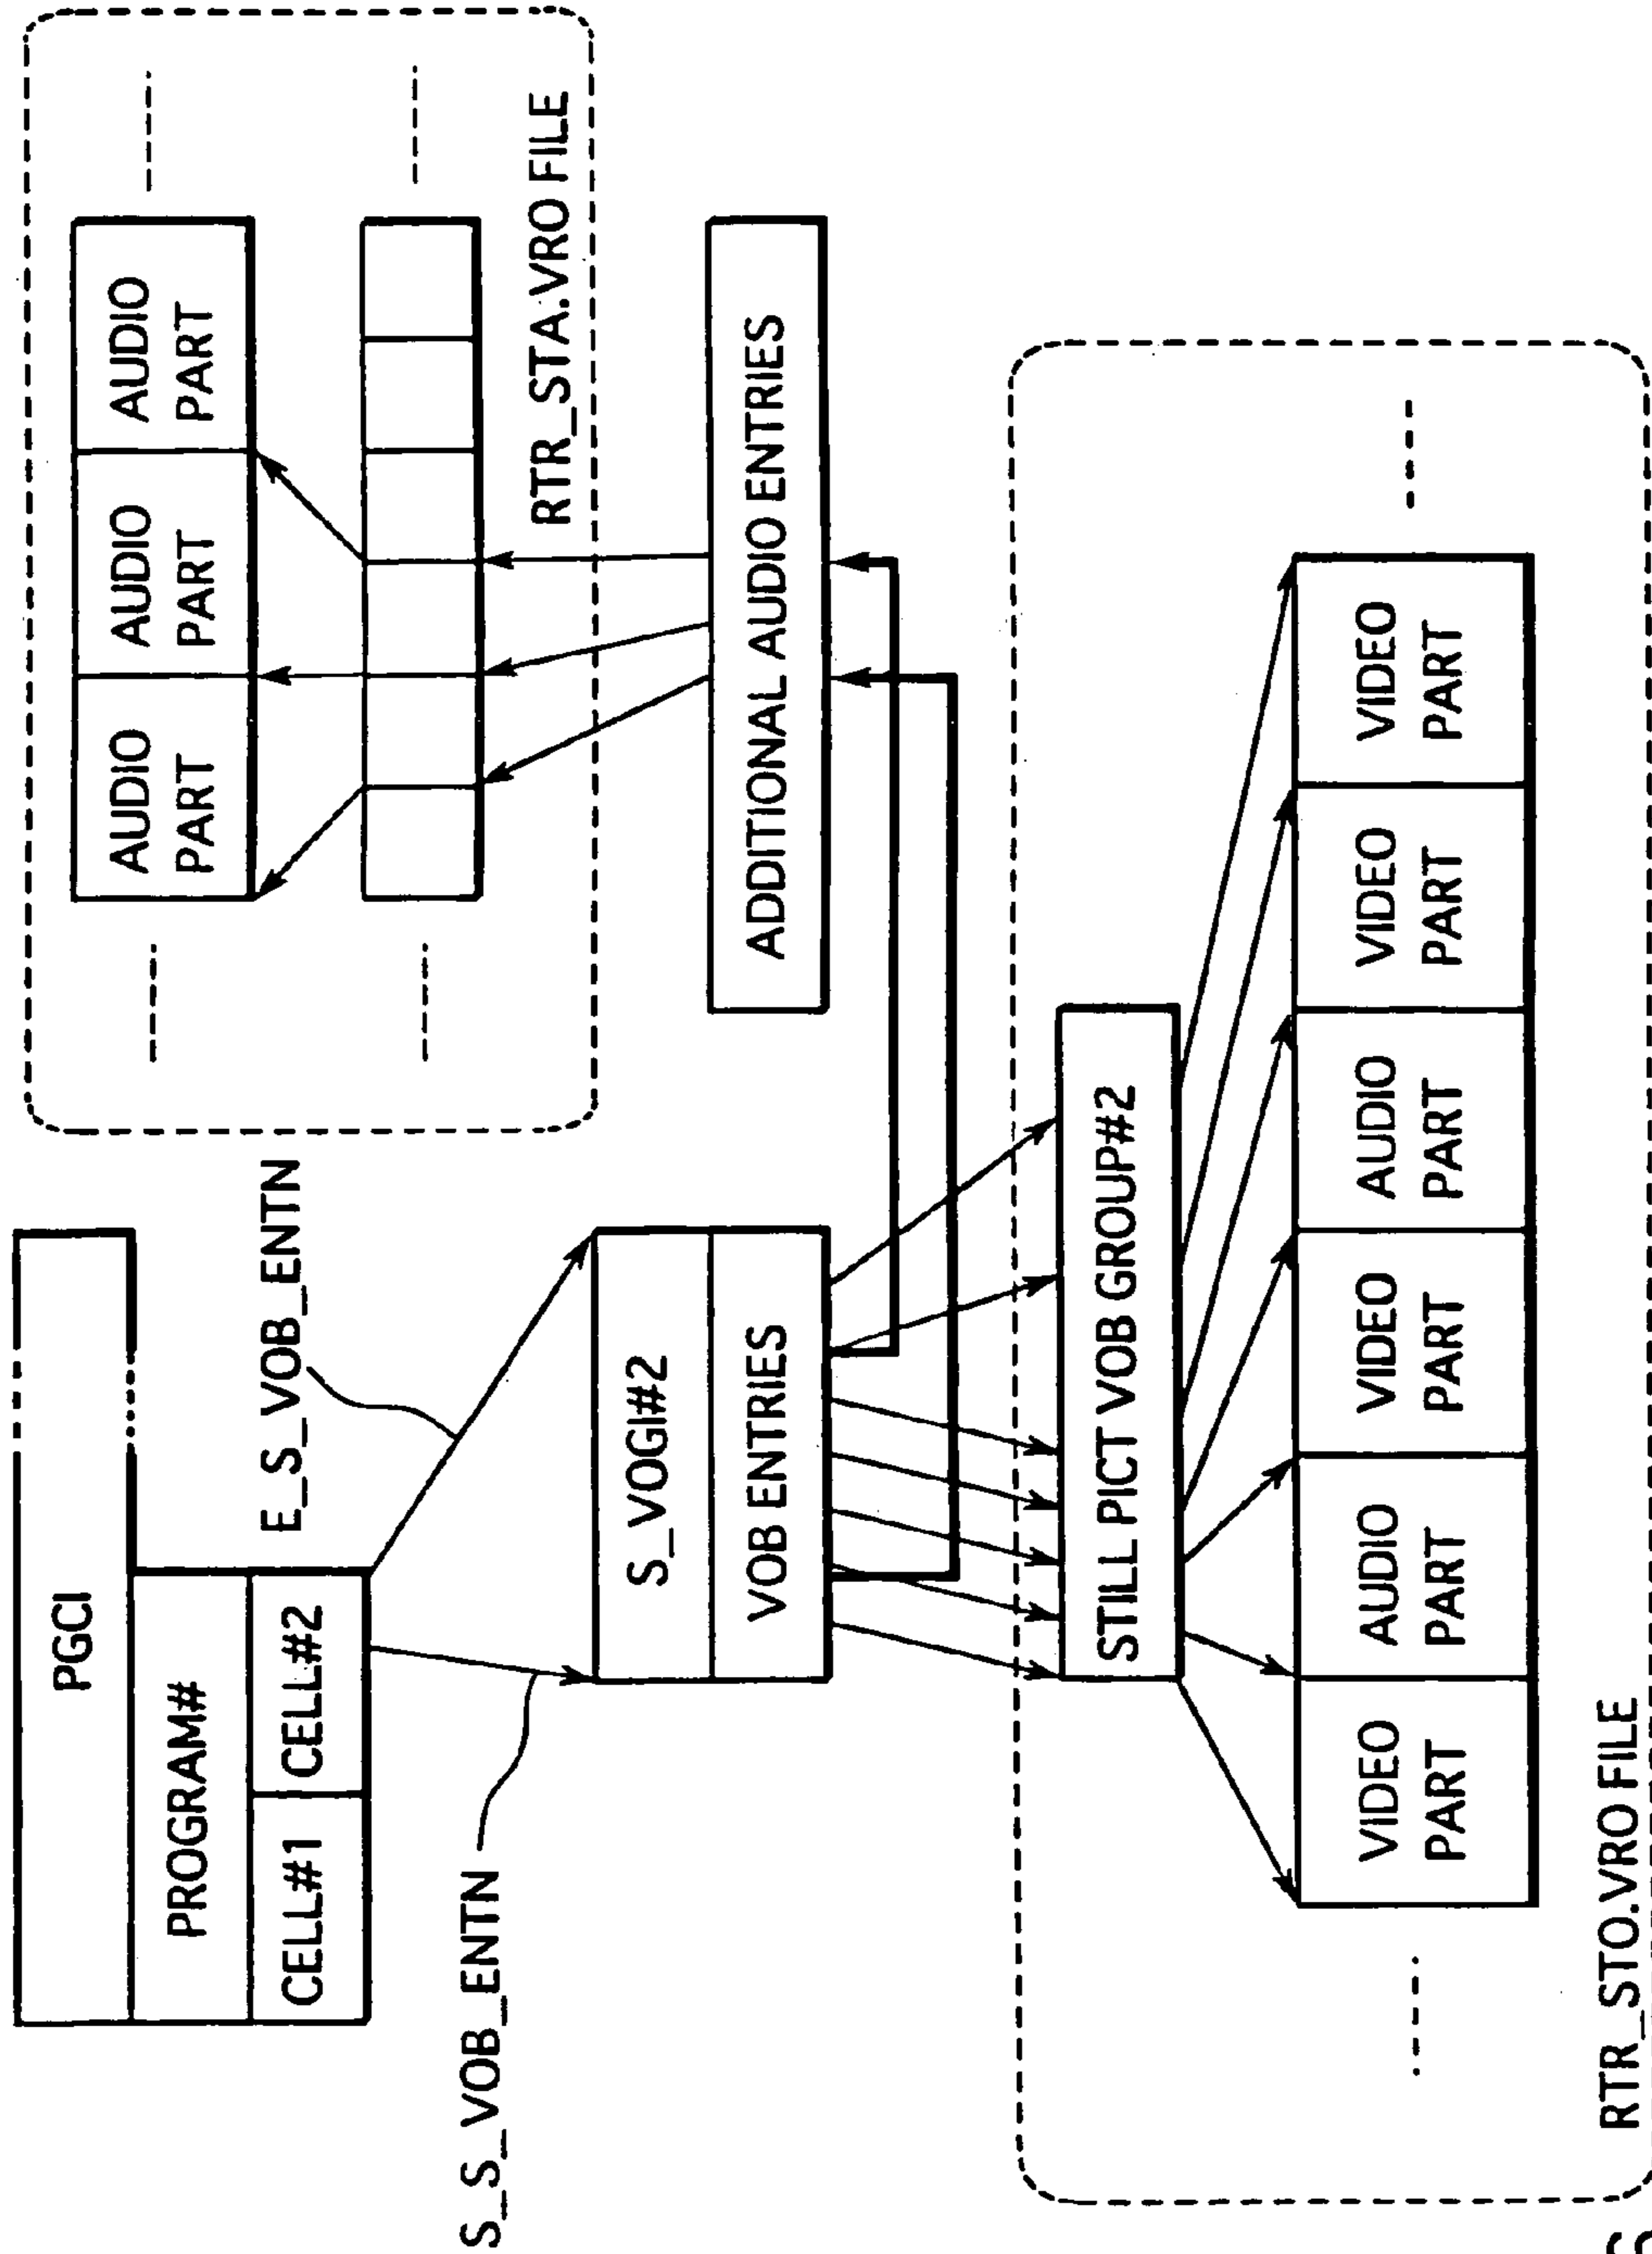 PGCI
PROGRAM#
CELL#1
CELL#2
E_S_VOB_ENTN
S_S_VOB_ENTN
S_VOGI#2
VOB ENTRIES
AUDIO
PART
AUDIO
PART
AUDIO
PART
RTR_STA.VRO FILE
ADDITIONAL AUDIO ENTRIES
STILL PICT VOB GROUP#2
VIDEO
PART
AUDIO
PART
VIDEO
PART
AUDIO
PART
VIDEO
PART
VIDEO
PART
RTR_STO.VRO FILE